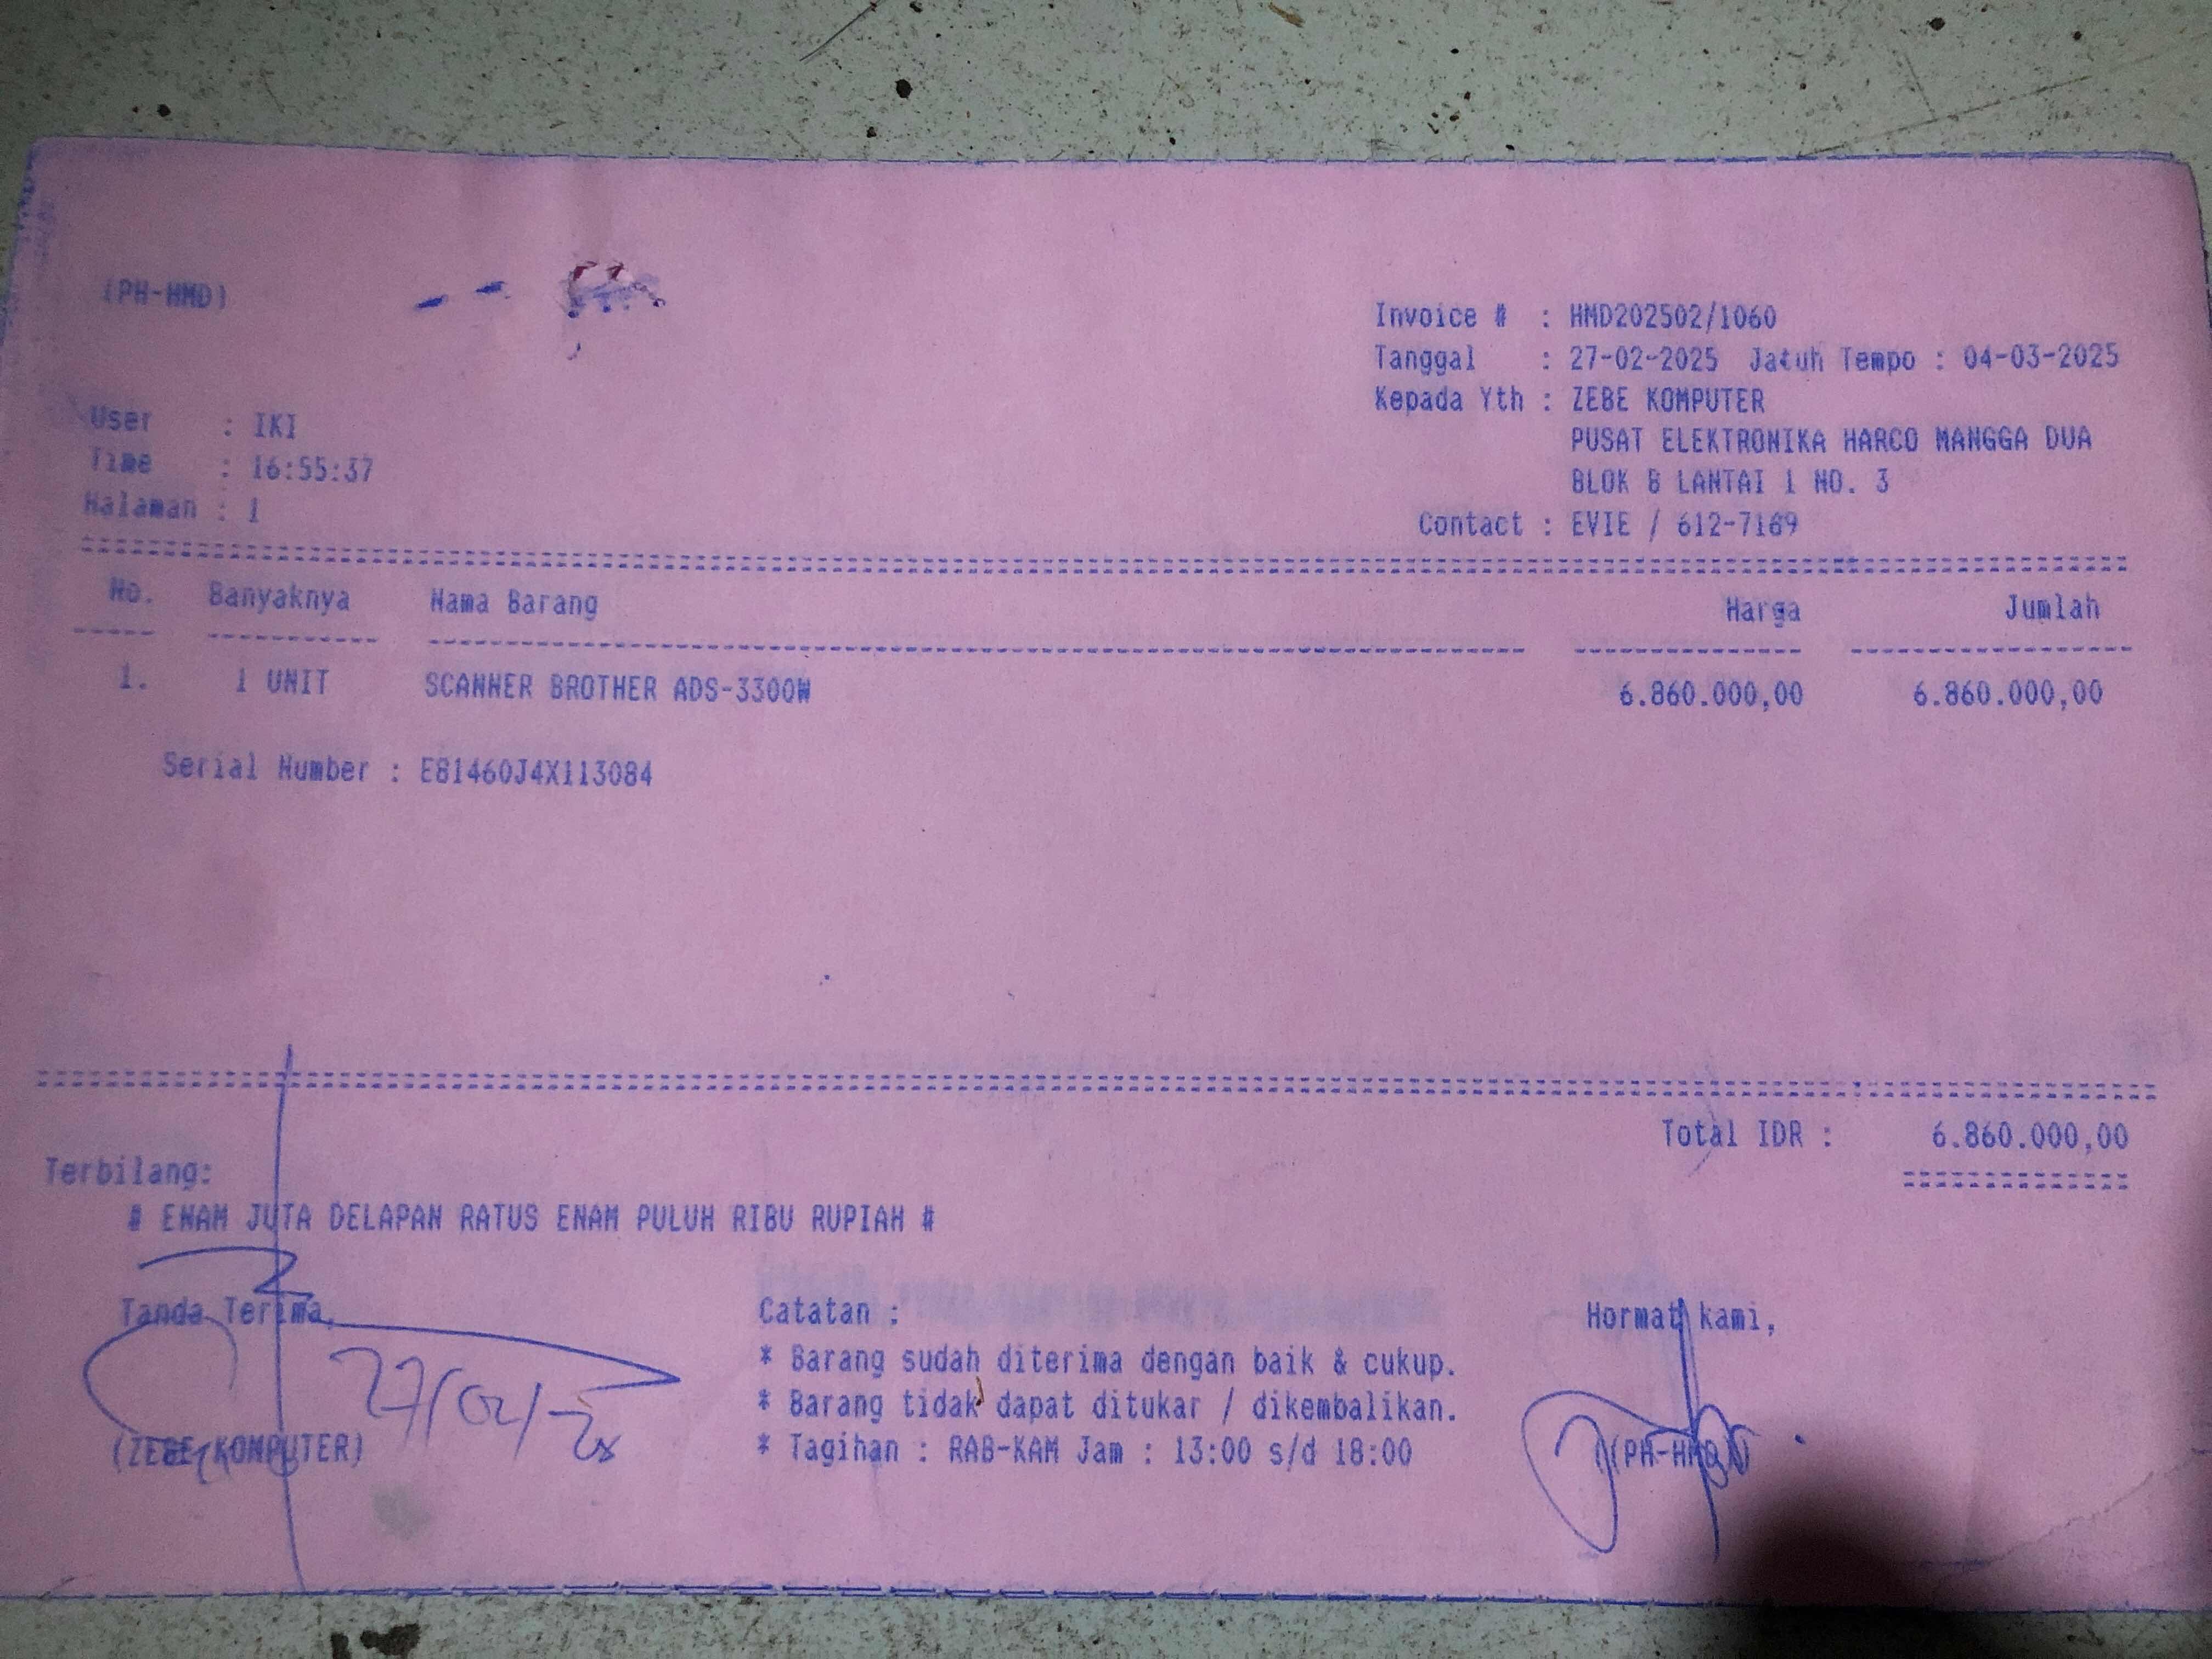 (PH-HMD)
Invoice # : HMD202502/1060
Tanggal : 27-02-2025 Jatuh Tempo : 04-03-2025
Kepada Yth : ZEBE KOMPUTER
PUSAT ELEKTRONIKA HARCO MANGGA DUA
BLOK B LANTAI 1 NO. 3
Contact : EVIE / 612-7169
User : IKI
Time : 16:55:37
Halaman : 1
No. Banyaknya Nama Barang Harga Jumlah
1. 1 UNIT SCANNER BROTHER ADS-3300W 6.860.000,00 6.860.000,00
Serial Number : E81460J4X113084
Total IDR : 6.860.000,00
Terbilang:
# ENAM JUTA DELAPAN RATUS ENAM PULUH RIBU RUPIAH #
Tanda Terima,
27/02/-25
(ZEBE KOMPUTER)
Catatan :
* Barang sudah diterima dengan baik & cukup.
* Barang tidak dapat ditukar / dikembalikan.
* Tagihan : RAB-KAM Jam : 13:00 s/d 18:00
Hormat kami,
(PH-HMD)